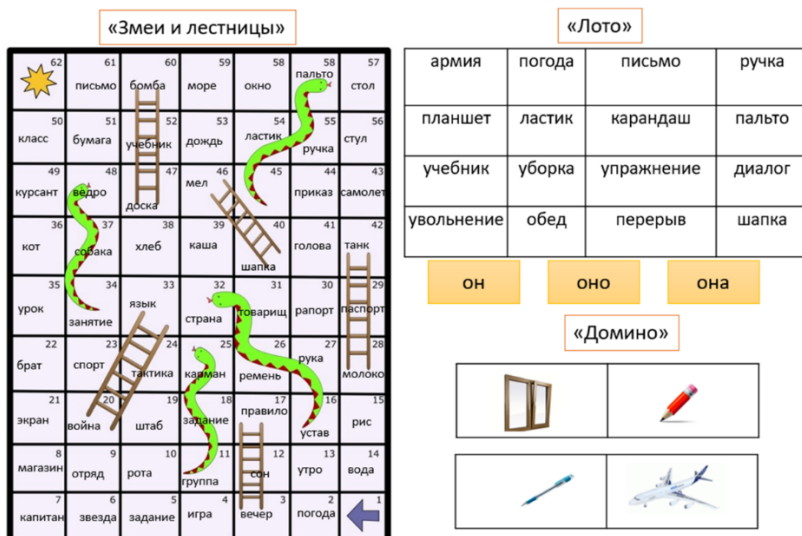 «Змеи и лестницы»
62 61 60 59 58 58 57
письмо бомба море окно пальто стол
50 51 52 53 54 55 56
класс бумага учебник дождь ластик ручка стул
49 48 47 46 45 44 43
курсант ведро доска мел приказ самолет
36 37 38 39 40 41 42
кот собака хлеб каша шапка голова танк
35 34 33 32 31 30 29
урок занятие язык страна товарищ рапорт паспорт
22 23 24 25 26 27 28
брат спорт тактика карман ремень рука молоко
21 20 19 18 17 16 15
экран война штаб задание правило устав рис
8 9 10 11 12 13 14
магазин отряд рота группа сон утро вода
7 6 5 4 3 2 1
капитан звезда задание игра вечер погода
«Лото»
армия погода письмо ручка
планшет ластик карандаш пальто
учебник уборка упражнение диалог
увольнение обед перерыв шапка
он оно она
«Домино»